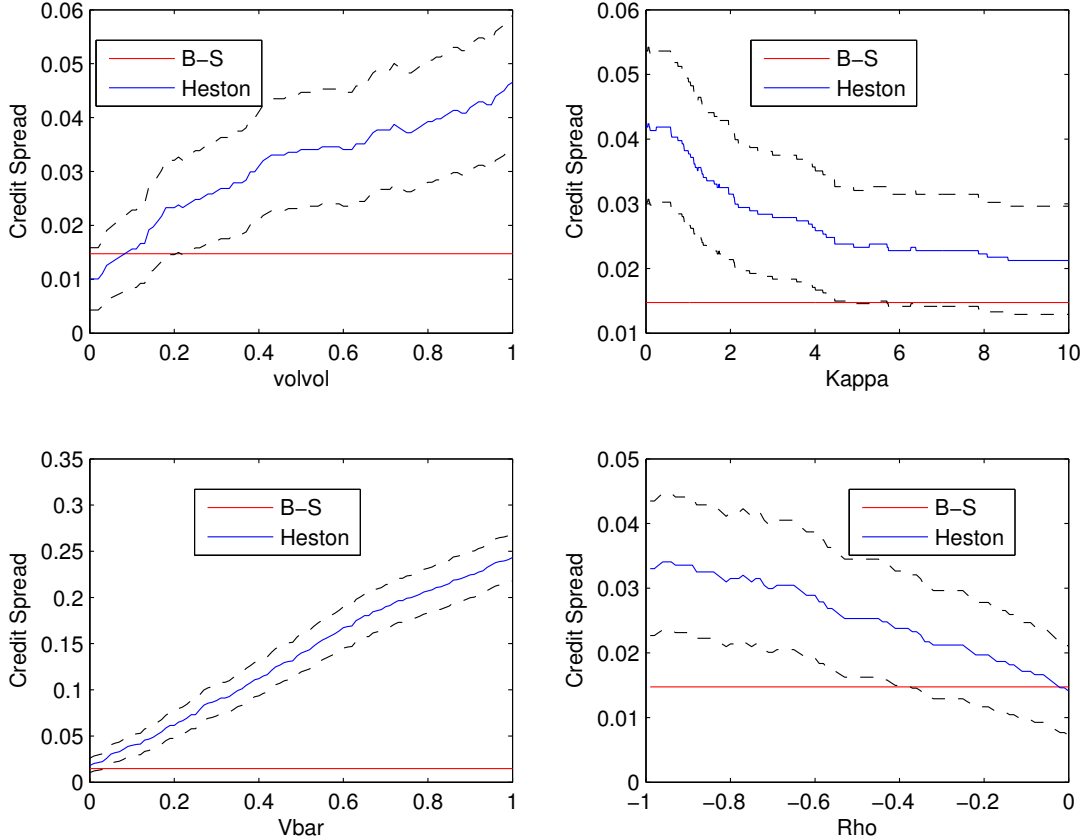 0.06
0.05
0.04
0.03
0.02
0.01
0
Credit Spread
B−S
Heston
0 0.2 0.4 0.6 0.8 1
volvol
0.06
0.05
0.04
0.03
0.02
0.01
Credit Spread
B−S
Heston
0 2 4 6 8 10
Kappa
0.35
0.3
0.25
0.2
0.15
0.1
0.05
0
Credit Spread
B−S
Heston
0 0.2 0.4 0.6 0.8 1
Vbar
0.05
0.04
0.03
0.02
0.01
0
Credit Spread
B−S
Heston
−1 −0.8 −0.6 −0.4 −0.2 0
Rho